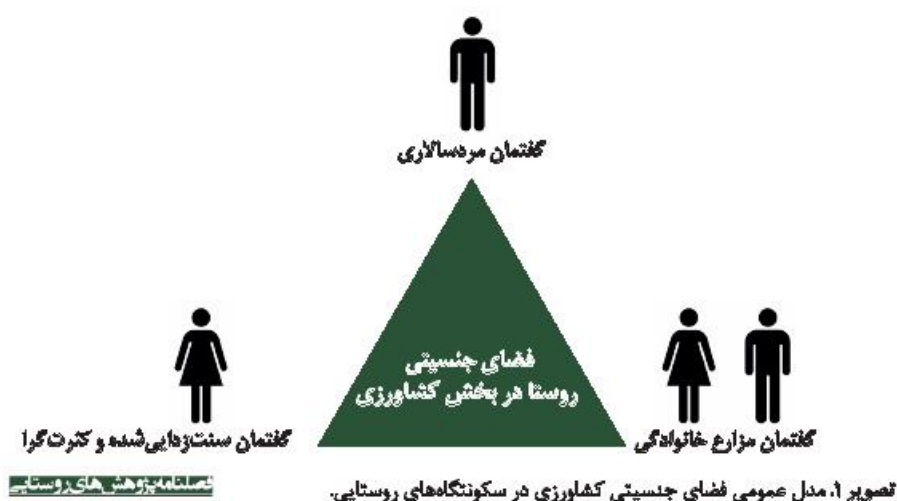 گفتمان مردسالاری
فضای جنسیتی
روستا در بخش کشاورزی
گفتمان مزارع خانوادگی
گفتمان سنت‌زدایی‌شده و کثرت‌گرا
تصویر ۱. مدل عمومی فضای جنسیتی کشاورزی در سکونتگاه‌های روستایی.
فصلنامه پژوهش‌های روستایی